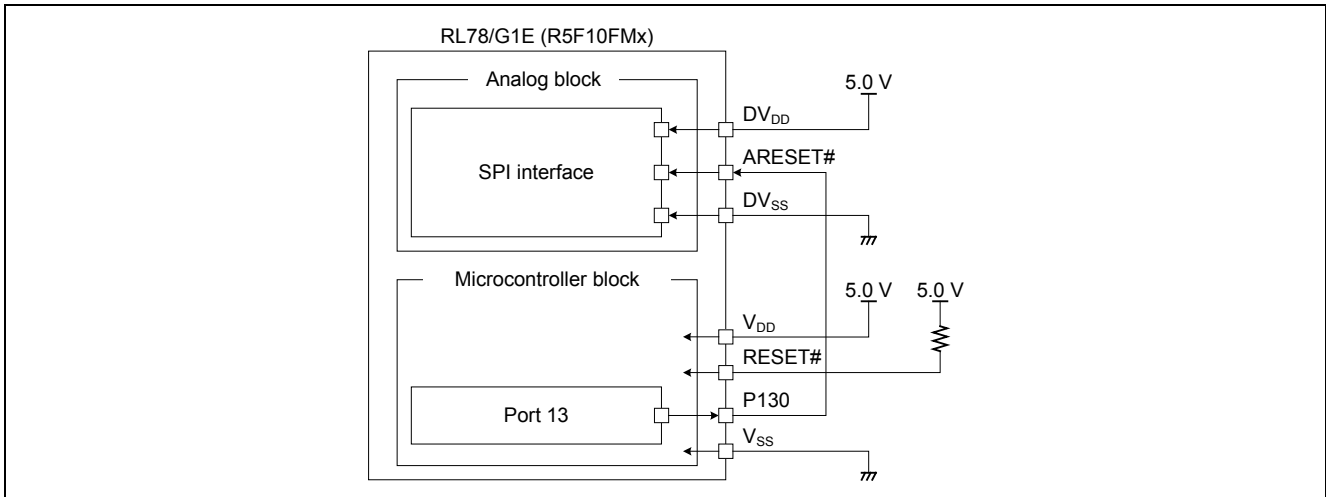 RL78/G1E (R5F10FMx)
Analog block
5.0 V
DVDD
SPI interface
ARESET#
DVSS
Microcontroller block
5.0 V
5.0 V
VDD
RESET#
Port 13
P130
VSS